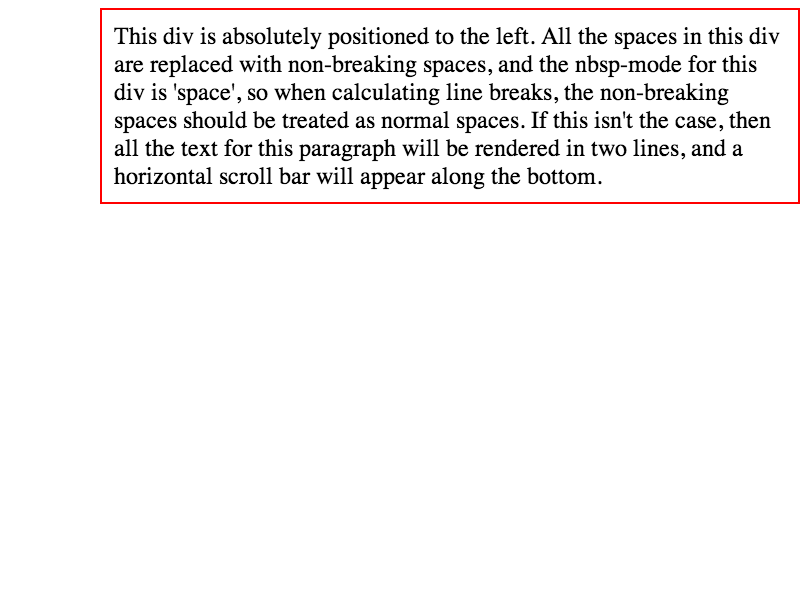 This div is absolutely positioned to the left. All the spaces in this div
are replaced with non-breaking spaces, and the nbsp-mode for this
div is 'space', so when calculating line breaks, the non-breaking
spaces should be treated as normal spaces. If this isn't the case, then
all the text for this paragraph will be rendered in two lines, and a
horizontal scroll bar will appear along the bottom.